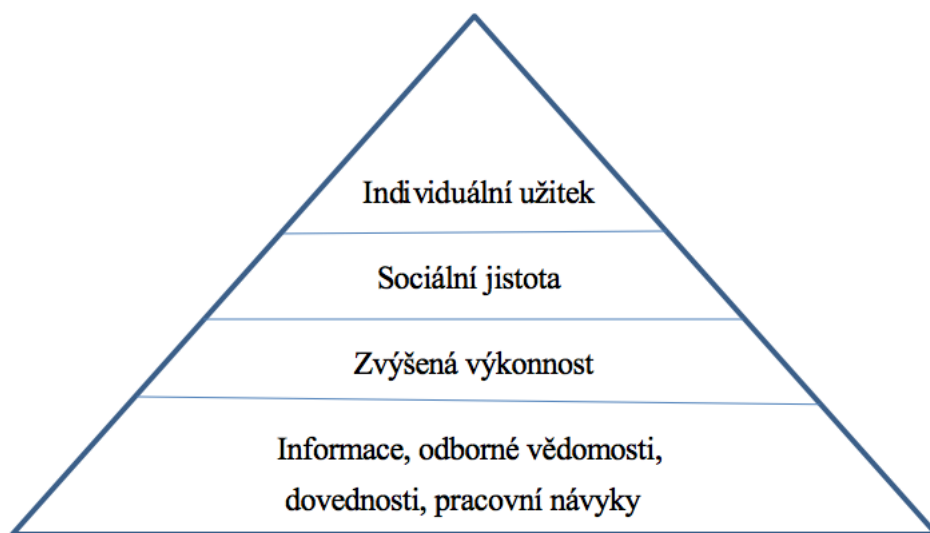 Individuální užitek
Sociální jistota
Zvýšená výkonnost
Informace, odborné vědomosti,
dovednosti, pracovní návyky